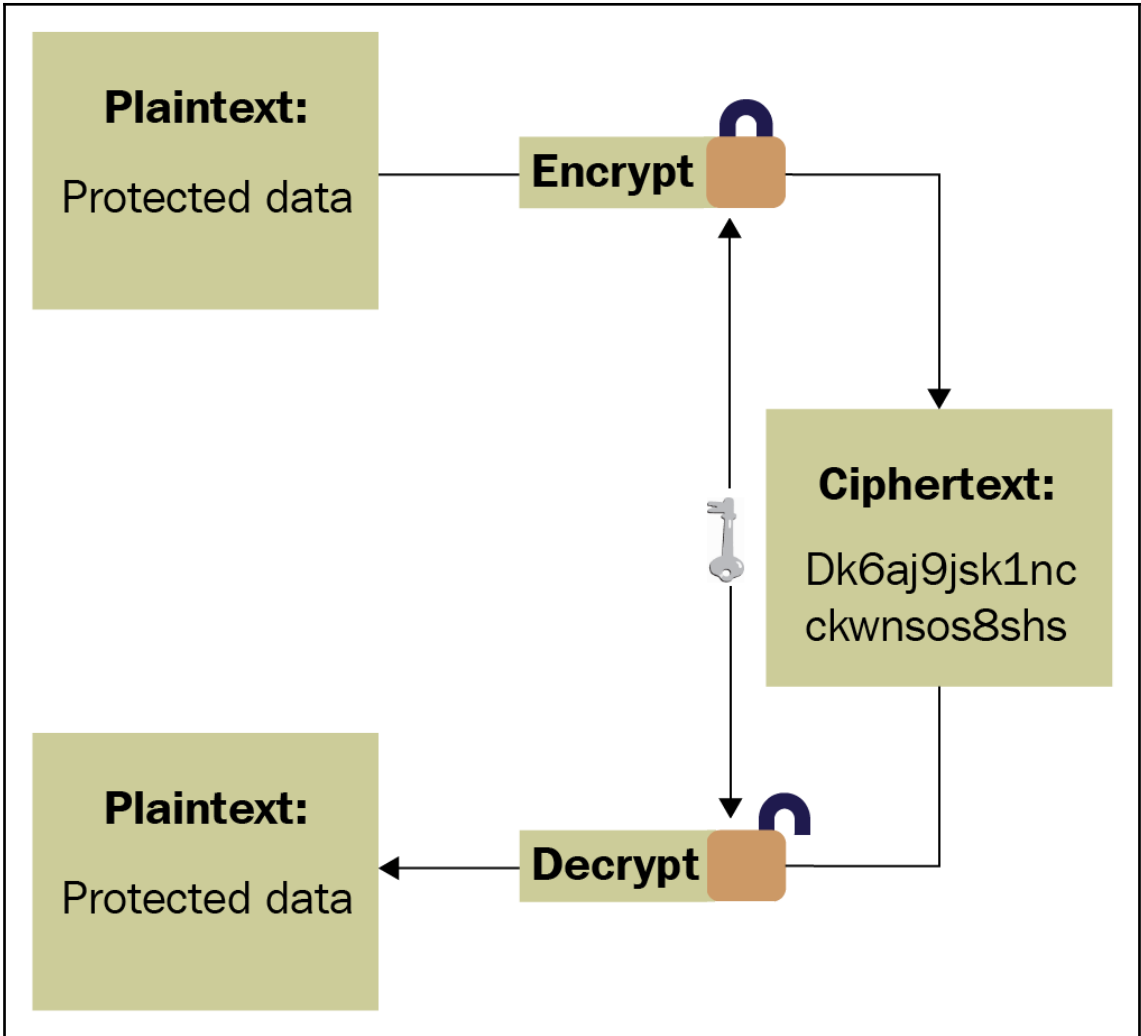 Plaintext:
Protected data
Encrypt
Ciphertext:
Dk6aj9jsk1nc
ckwnsos8shs
Decrypt
Plaintext:
Protected data